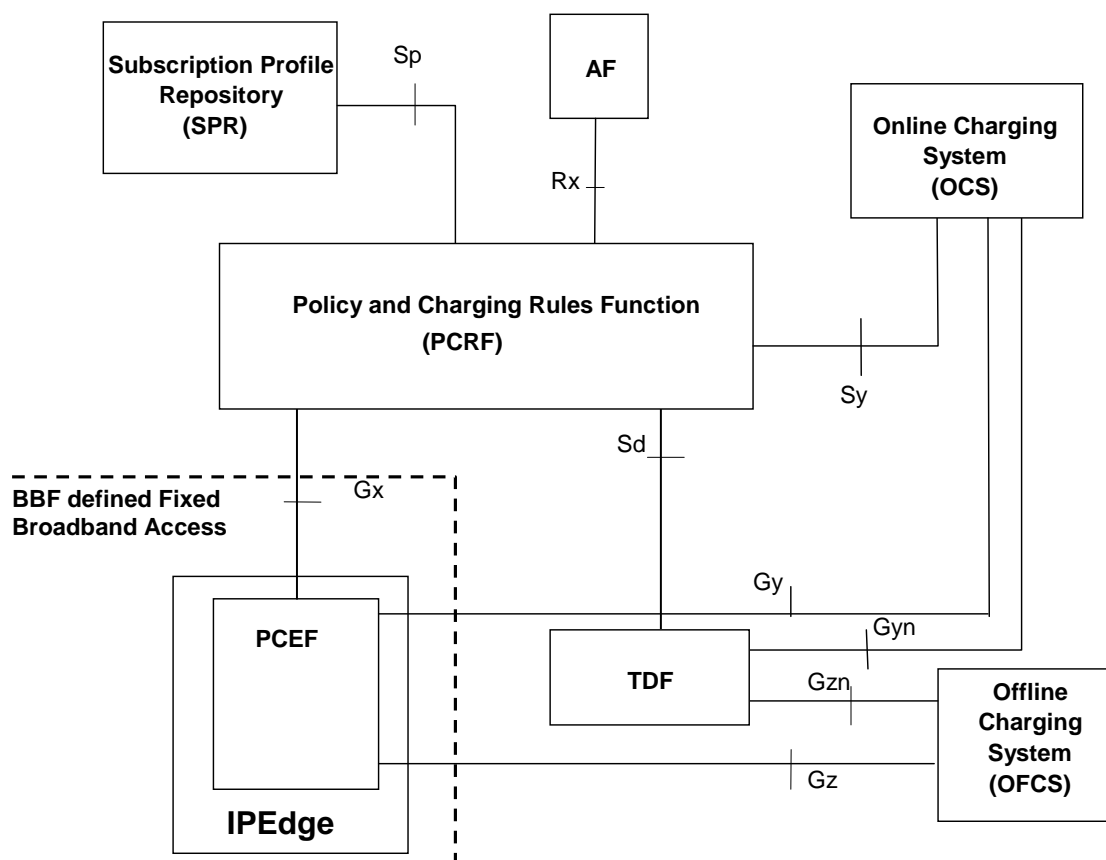 Subscription Profile
Repository
(SPR)
Sp
AF
Online Charging
System
(OCS)
Rx
Policy and Charging Rules Function
(PCRF)
Sy
Sd
Gx
BBF defined Fixed
Broadband Access
Gy
Gyn
PCEF
TDF
Gzn
Offline
Charging
System
(OFCS)
Gz
IPEdge